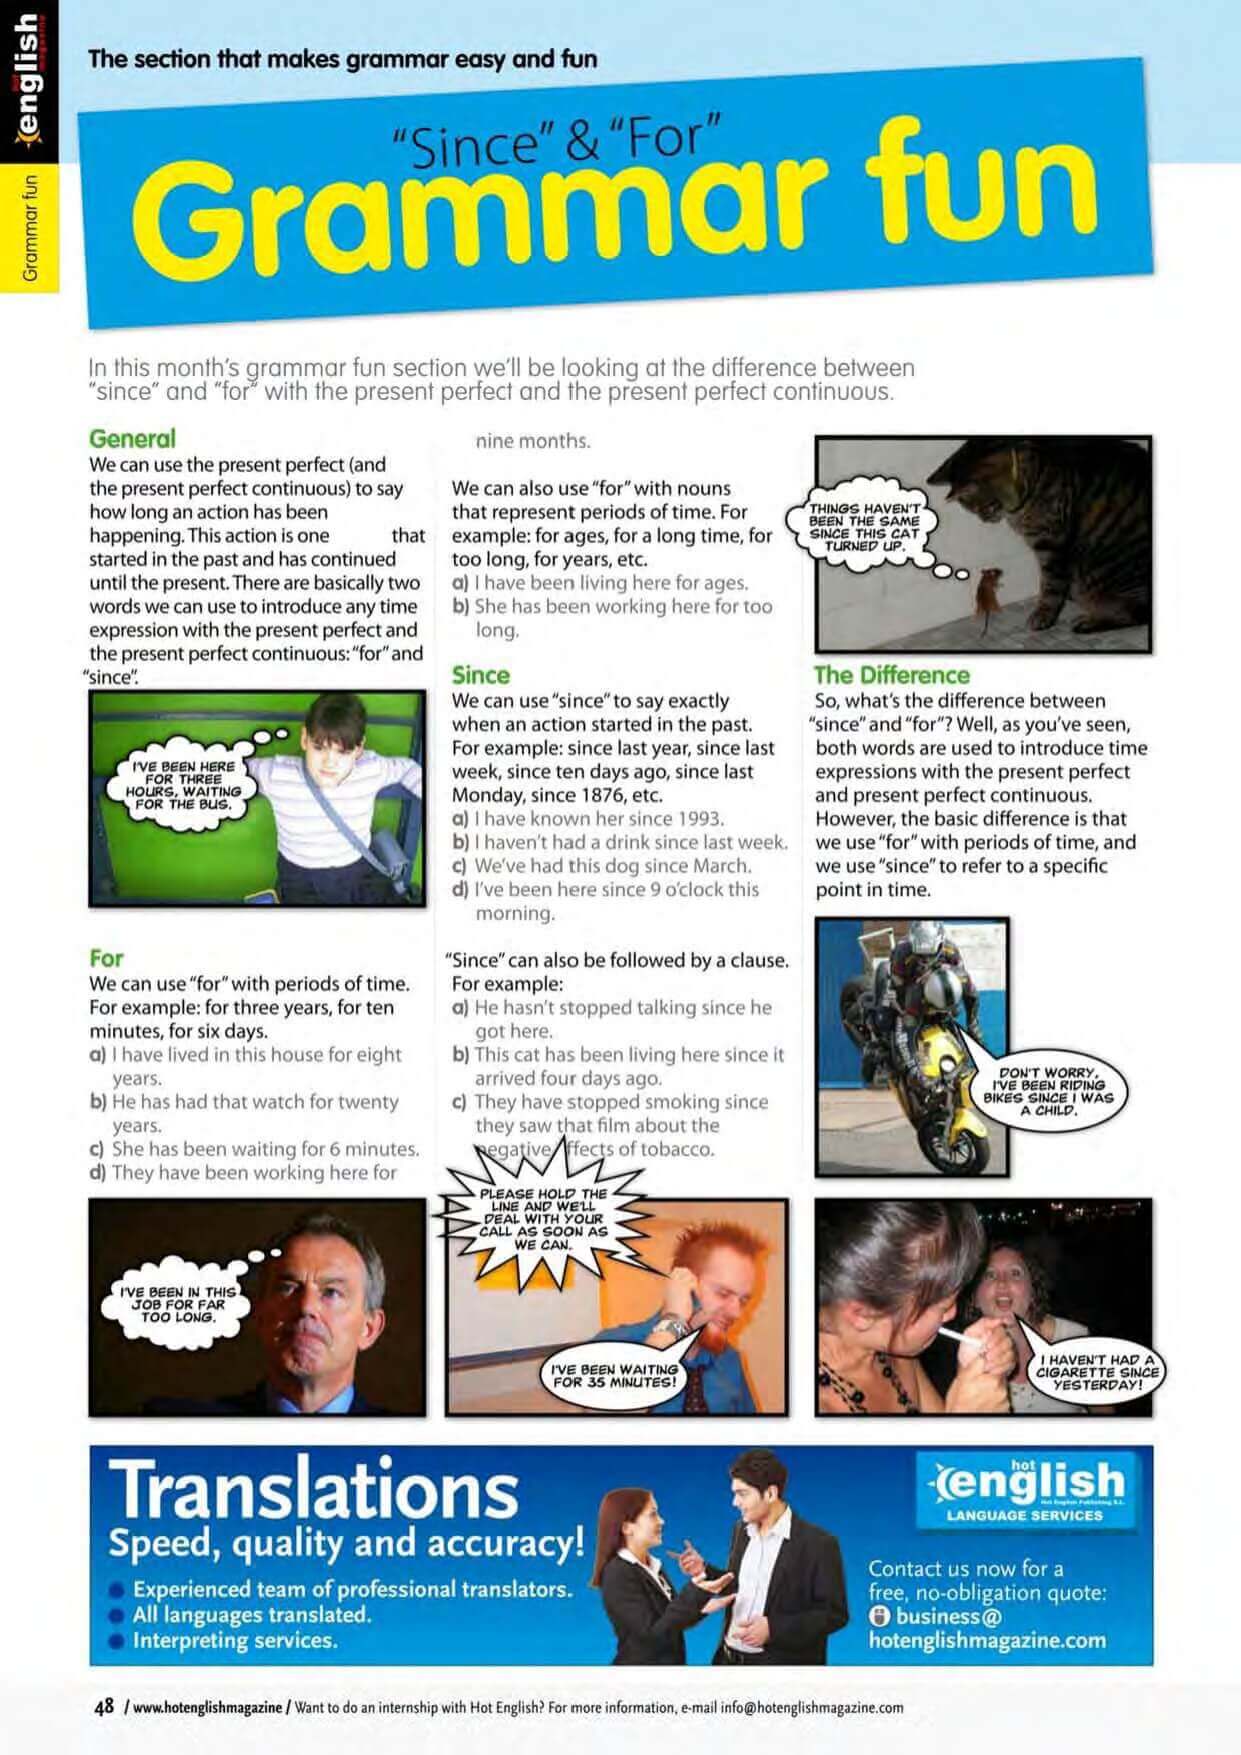 hot
english
magazine
Grammar fun
The section that makes grammar easy and fun
"Since" & "For"
Grammar fun
In this month's grammar fun section we'll be looking at the difference between
"since" and "for" with the present perfect and the present perfect continuous.
General
We can use the present perfect (and
the present perfect continuous) to say
how long an action has been
happening. This action is one that
started in the past and has continued
until the present. There are basically two
words we can use to introduce any time
expression with the present perfect and
the present perfect continuous: "for" and
"since".
I'VE BEEN HERE
FOR THREE
HOURS, WAITING
FOR THE BUS.
For
We can use "for" with periods of time.
For example: for three years, for ten
minutes, for six days.
a) I have lived in this house for eight
years.
b) He has had that watch for twenty
years.
c) She has been waiting for 6 minutes.
d) They have been working here for
nine months.
We can also use "for" with nouns
that represent periods of time. For
example: for ages, for a long time, for
too long, for years, etc.
a) I have been living here for ages.
b) She has been working here for too
long.
Since
We can use "since" to say exactly
when an action started in the past.
For example: since last year, since last
week, since ten days ago, since last
Monday, since 1876, etc.
a) I have known her since 1993.
b) I haven't had a drink since last week.
c) We've had this dog since March.
d) I've been here since 9 o'clock this
morning.
"Since" can also be followed by a clause.
For example:
a) He hasn't stopped talking since he
got here.
b) This cat has been living here since it
arrived four days ago.
c) They have stopped smoking since
they saw that film about the
negative effects of tobacco.
THINGS HAVEN'T
BEEN THE SAME
SINCE THIS CAT
TURNED UP.
The Difference
So, what's the difference between
"since" and "for"? Well, as you've seen,
both words are used to introduce time
expressions with the present perfect
and present perfect continuous.
However, the basic difference is that
we use "for" with periods of time, and
we use "since" to refer to a specific
point in time.
DON'T WORRY,
I'VE BEEN RIDING
BIKES SINCE I WAS
A CHILD.
I'VE BEEN IN THIS
JOB FOR FAR
TOO LONG.
PLEASE HOLD THE
LINE AND WE'LL
DEAL WITH YOUR
CALL AS SOON AS
WE CAN.
I'VE BEEN WAITING
FOR 35 MINUTES!
I HAVEN'T HAD A
CIGARETTE SINCE
YESTERDAY!
Translations
Speed, quality and accuracy!
Experienced team of professional translators.
All languages translated.
Interpreting services.
hot
english
Hot English Publishing S.L.
LANGUAGE SERVICES
Contact us now for a
free, no-obligation quote:
business@
hotenglishmagazine.com
48 / www.hotenglishmagazine / Want to do an internship with Hot English? For more information, e-mail info@hotenglishmagazine.com